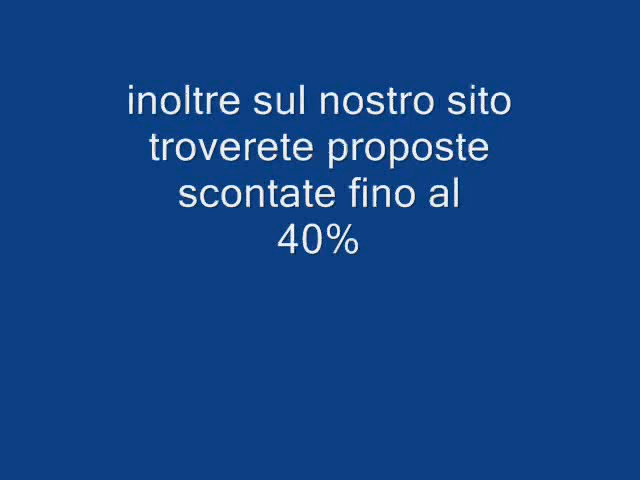 inoltre sul nostro sito
troverete proposte
scontate fino al
40%